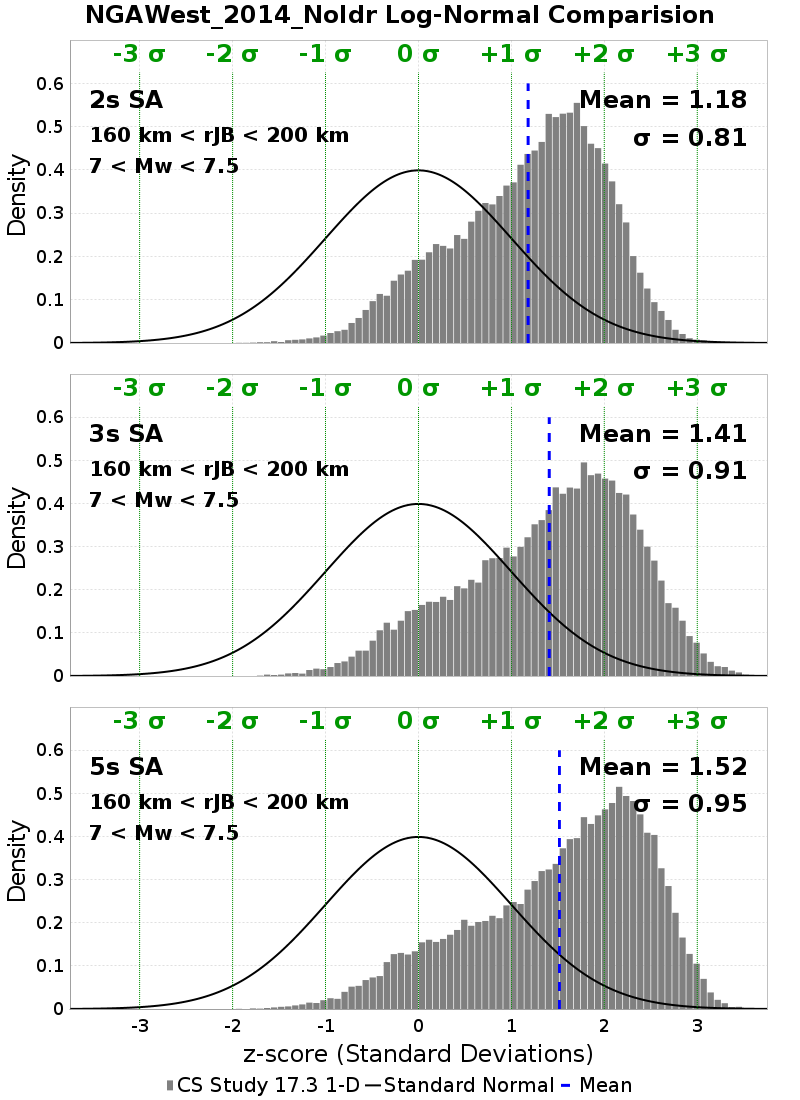 NGAWest_2014_NoIdr Log-Normal Comparision
-3 σ -2 σ -1 σ 0 σ +1 σ +2 σ +3 σ
0.6
2s SA Mean = 1.18
0.5
160 km < rJB < 200 km σ = 0.81
7 < Mw < 7.5
0.4
Density
0.3
0.2
0.1
0
-3 σ -2 σ -1 σ 0 σ +1 σ +2 σ +3 σ
0.6
3s SA Mean = 1.41
0.5
160 km < rJB < 200 km σ = 0.91
7 < Mw < 7.5
0.4
Density
0.3
0.2
0.1
0
-3 σ -2 σ -1 σ 0 σ +1 σ +2 σ +3 σ
0.6
5s SA Mean = 1.52
0.5
160 km < rJB < 200 km σ = 0.95
7 < Mw < 7.5
0.4
Density
0.3
0.2
0.1
0
-3 -2 -1 0 1 2 3
z-score (Standard Deviations)
CS Study 17.3 1-D Standard Normal Mean